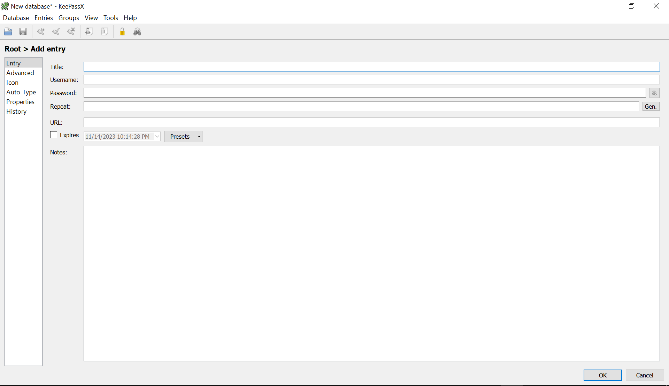 New database* - KeePassX
Database Entries Groups View Tools Help
Root > Add entry
Entry
Advanced
Icon
Auto-Type
Properties
History
Title:
Username:
Password:
Repeat:
Gen.
URL:
Expires 11/14/2023 10:14:28 PM Presets
Notes:
OK Cancel